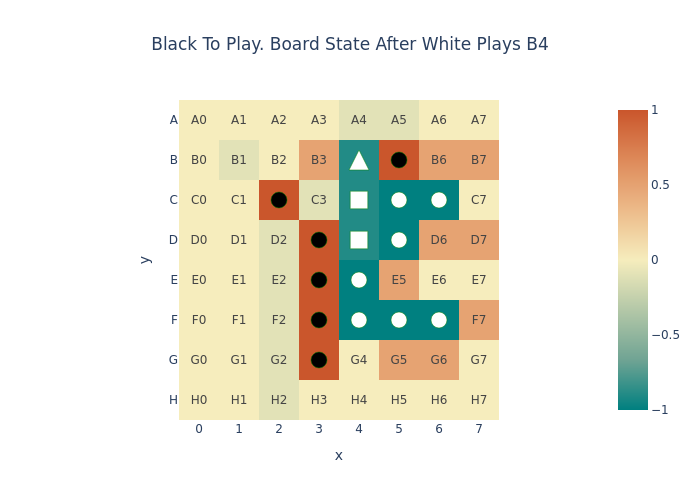 Black To Play. Board State After White Plays B4
A A0 A1 A2 A3 A4 A5 A6 A7
B B0 B1 B2 B3 B6 B7
C C0 C1 C3 C7
D D0 D1 D2 D6 D7
E E0 E1 E2 E5 E6 E7
F F0 F1 F2 F7
G G0 G1 G2 G4 G5 G6 G7
H H0 H1 H2 H3 H4 H5 H6 H7
0 1 2 3 4 5 6 7
x
y
1
0.5
0
−0.5
−1